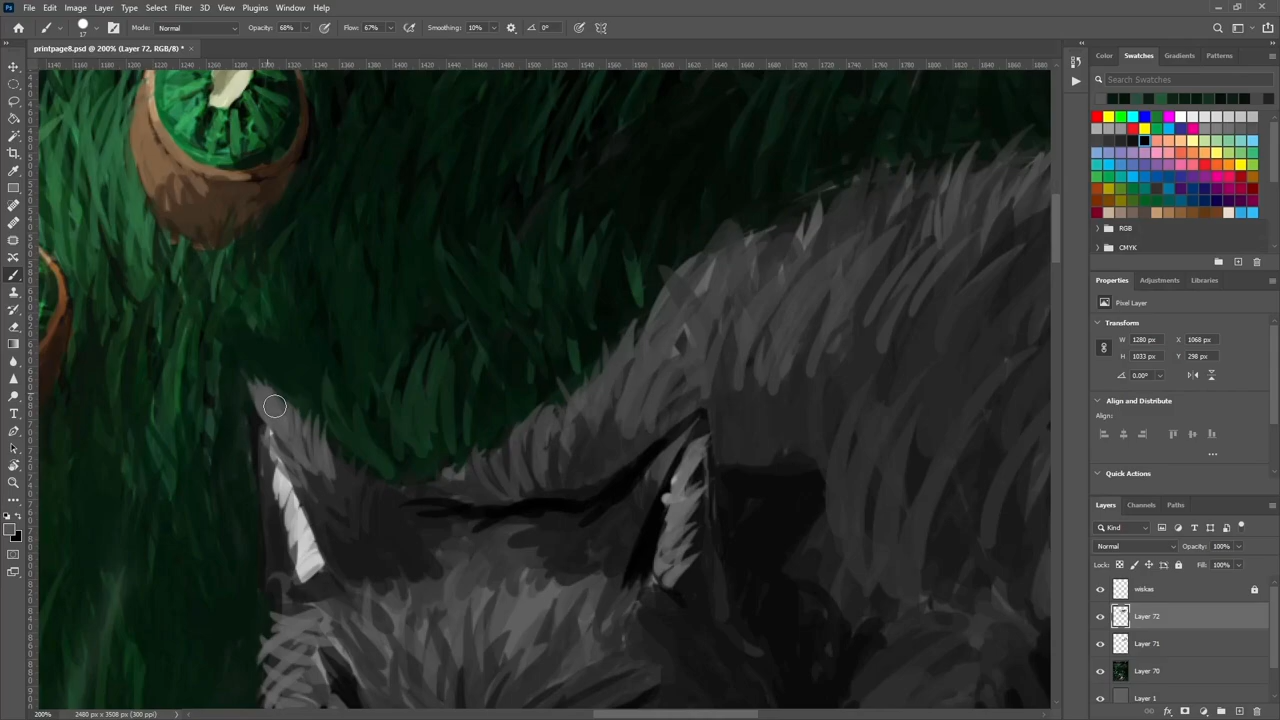 Ps File Edit Image Layer Type Select Filter 3D View Plugins Window Help
17 Mode: Normal Opacity: 68% Flow: 67% Smoothing: 10% 0°
printpage8.psd @ 200% (Layer 72, RGB/8) *
Color Swatches Gradients Patterns
Search Swatches
RGB
CMYK
Properties Adjustments Libraries
Pixel Layer
Transform
W 1280 px X 1068 px
H 1033 px Y 298 px
0.00°
Align and Distribute
Align:
Quick Actions
Layers Channels Paths
Kind
Normal Opacity: 100%
Lock: Fill: 100%
wiskas
Layer 72
Layer 71
Layer 70
Layer 1
200% 2480 px x 3508 px (300 ppi)